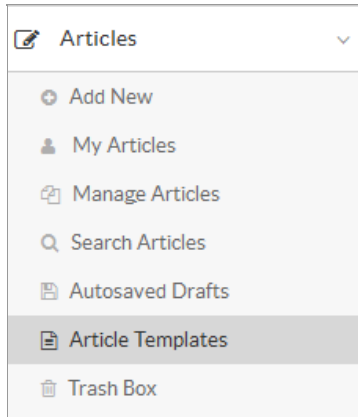 Articles
Add New
My Articles
Manage Articles
Search Articles
Autosaved Drafts
Article Templates
Trash Box